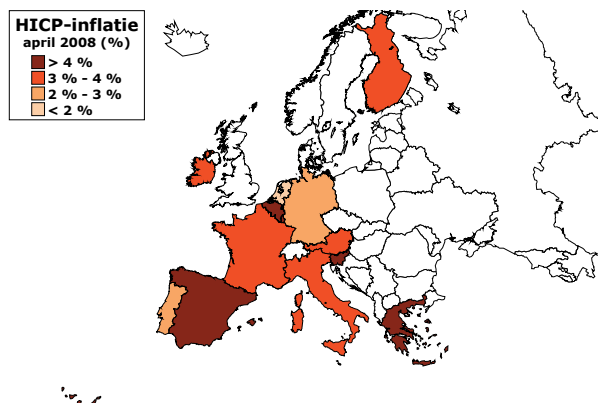 HICP-inflatie
april 2008 (%)
> 4 %
3 % - 4 %
2 % - 3 %
< 2 %